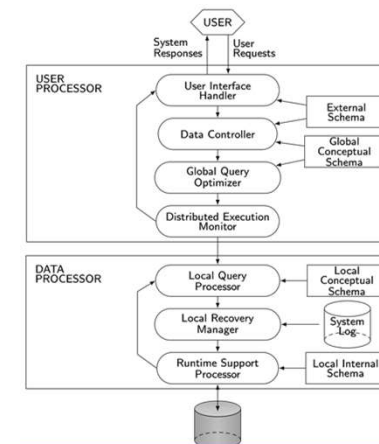 USER
System
Responses
User
Requests
USER
PROCESSOR
User Interface
Handler
External
Schema
Data Controller
Global
Conceptual
Schema
Global Query
Optimizer
Distributed Execution
Monitor
DATA
PROCESSOR
Local Query
Processor
Local
Conceptual
Schema
Local Recovery
Manager
System
Log
Runtime Support
Processor
Local Internal
Schema